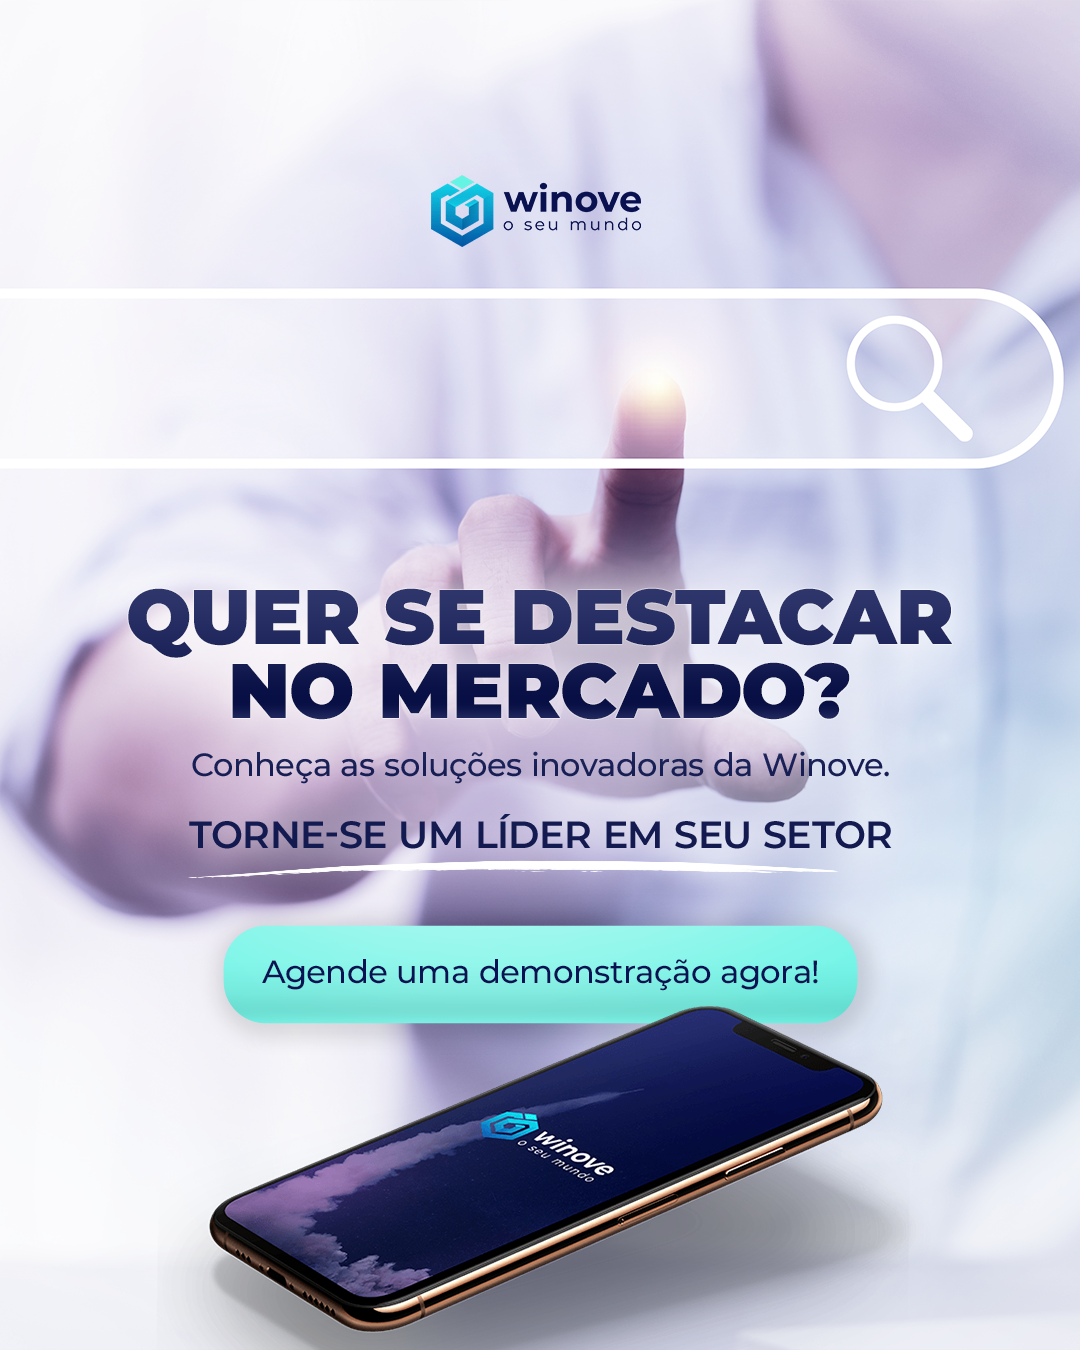 winove
o seu mundo
QUER SE DESTACAR
NO MERCADO?
Conheça as soluções inovadoras da Winove.
TORNE-SE UM LÍDER EM SEU SETOR
Agende uma demonstração agora!
winove
o seu mundo